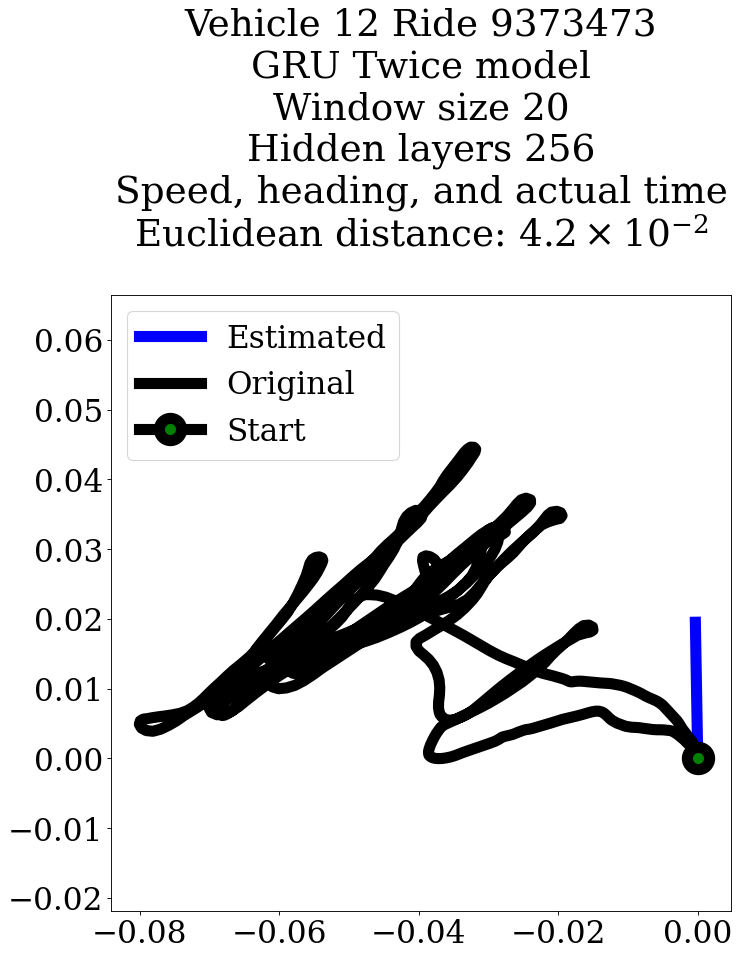 Vehicle 12 Ride 9373473
GRU Twice model
Window size 20
Hidden layers 256
Speed, heading, and actual time
Euclidean distance: 4.2 × 10⁻²
Estimated
Original
Start
0.06
0.05
0.04
0.03
0.02
0.01
0.00
−0.01
−0.02
−0.08 −0.06 −0.04 −0.02 0.00